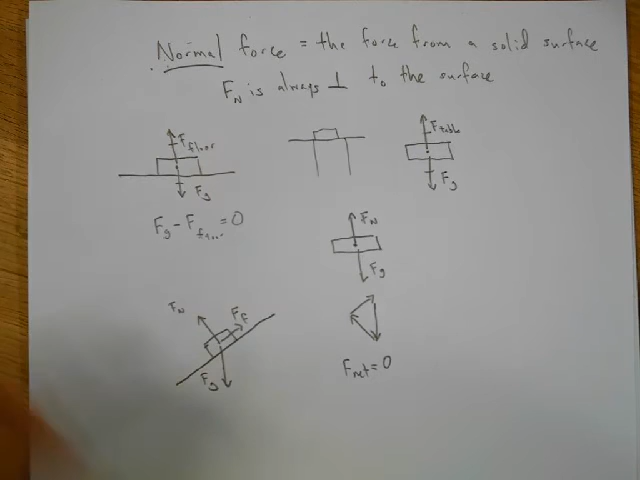 Normal force = the force from a solid surface
F_N is always ⊥ to the surface
F_floor
F_g
F_g - F_floor = 0
F_table
F_g
F_N
F_g
F_N
F_f
F_g
F_net = 0